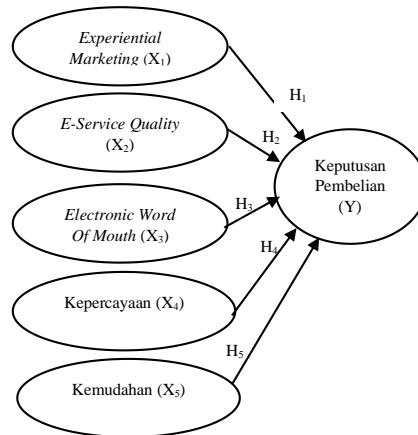 Experiential
Marketing (X₁)
H₁
E-Service Quality
(X₂)
H₂
Keputusan
Pembelian
(Y)
Electronic Word
Of Mouth (X₃)
H₃
H₄
Kepercayaan (X₄)
H₅
Kemudahan (X₅)